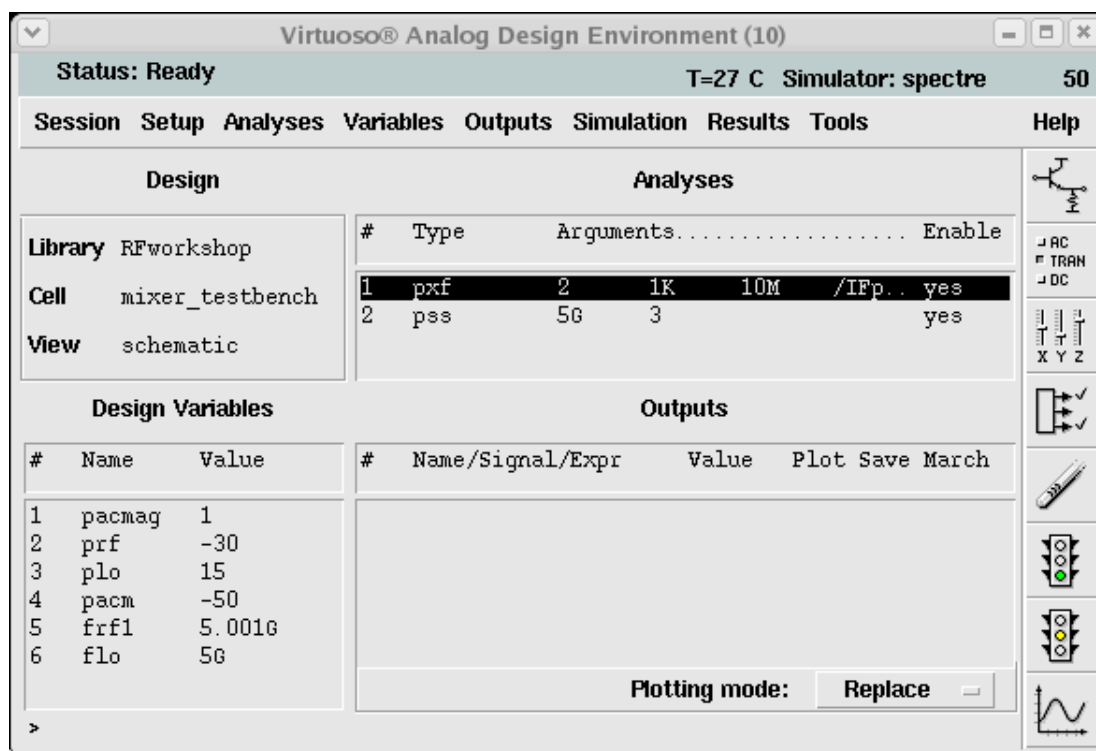 Virtuoso® Analog Design Environment (10)
Status: Ready T=27 C Simulator: spectre 50
Session Setup Analyses Variables Outputs Simulation Results Tools Help
Design
Library RFworkshop
Cell mixer_testbench
View schematic
Analyses
# Type Arguments.................. Enable
1 pxf 2 1K 10M /IFp.. yes
2 pss 5G 3 yes
Design Variables
# Name Value
1 pacmag 1
2 prf -30
3 plo 15
4 pacm -50
5 frf1 5.001G
6 flo 5G
Outputs
# Name/Signal/Expr Value Plot Save March
Plotting mode: Replace
>
AC
TRAN
DC
X Y Z